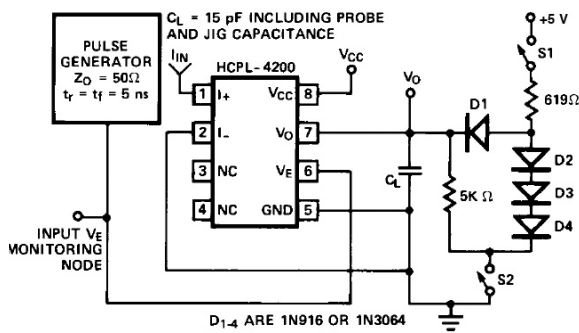 PULSE
GENERATOR
Z_O = 50Ω
t_r = t_f = 5 ns
C_L = 15 pF INCLUDING PROBE
AND JIG CAPACITANCE
I_IN
HCPL-4200
V_CC
1 I+
2 I-
3 NC
4 NC
V_CC 8
V_O 7
V_E 6
GND 5
V_O
C_L
+5 V
S1
619Ω
D1
D2
D3
D4
5K Ω
S2
INPUT V_E
MONITORING
NODE
D_1-4 ARE 1N916 OR 1N3064